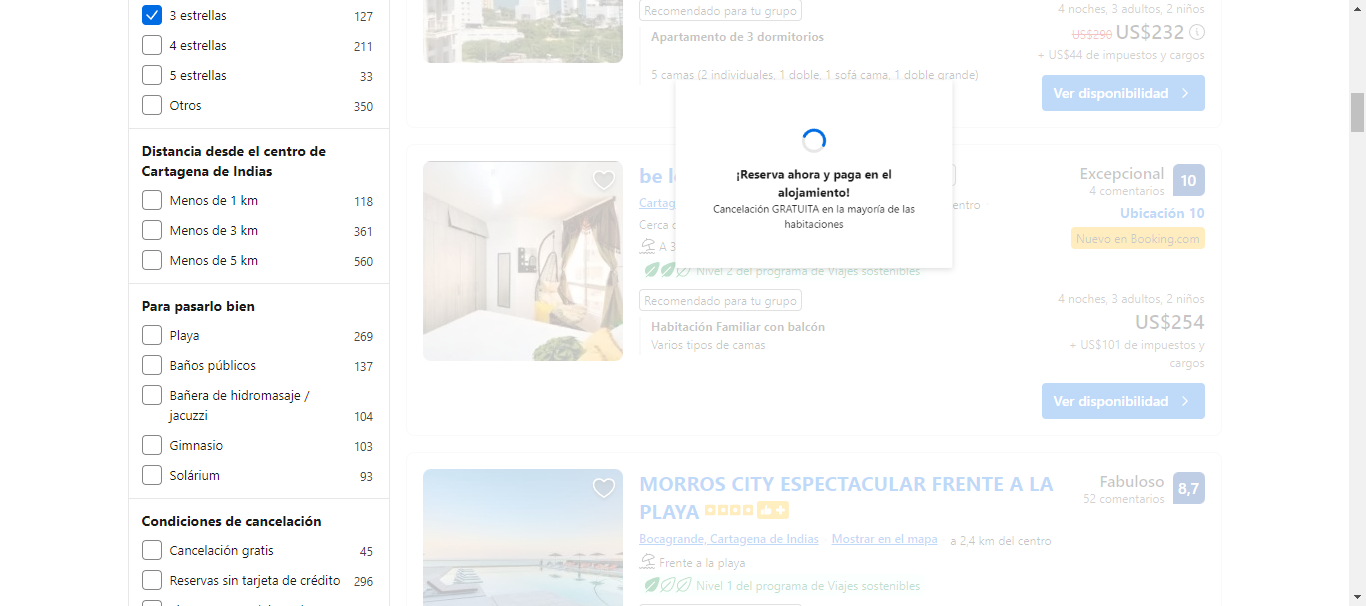 3 estrellas 127
4 estrellas 211
5 estrellas 33
Otros 350
Distancia desde el centro de
Cartagena de Indias
Menos de 1 km 118
Menos de 3 km 361
Menos de 5 km 560
Para pasarlo bien
Playa 269
Baños públicos 137
Bañera de hidromasaje /
jacuzzi 104
Gimnasio 103
Solárium 93
Condiciones de cancelación
Cancelación gratis 45
Reservas sin tarjeta de crédito 296
Recomendado para tu grupo
Apartamento de 3 dormitorios
5 camas (2 individuales, 1 doble, 1 sofá cama, 1 doble grande)
4 noches, 3 adultos, 2 niños
US$290 US$232
+ US$44 de impuestos y cargos
Ver disponibilidad
¡Reserva ahora y paga en el
alojamiento!
Cancelación GRATUITA en la mayoría de las
habitaciones
be
Cartag
centro
Cerca
A 3
Nivel 2 del programa de Viajes sostenibles
Recomendado para tu grupo
Habitación Familiar con balcón
Varios tipos de camas
Excepcional 10
4 comentarios
Ubicación 10
Nuevo en Booking.com
4 noches, 3 adultos, 2 niños
US$254
+ US$101 de impuestos y
cargos
Ver disponibilidad
MORROS CITY ESPECTACULAR FRENTE A LA
PLAYA
Bocagrande, Cartagena de Indias Mostrar en el mapa a 2,4 km del centro
Frente a la playa
Nivel 1 del programa de Viajes sostenibles
Fabuloso 8,7
52 comentarios